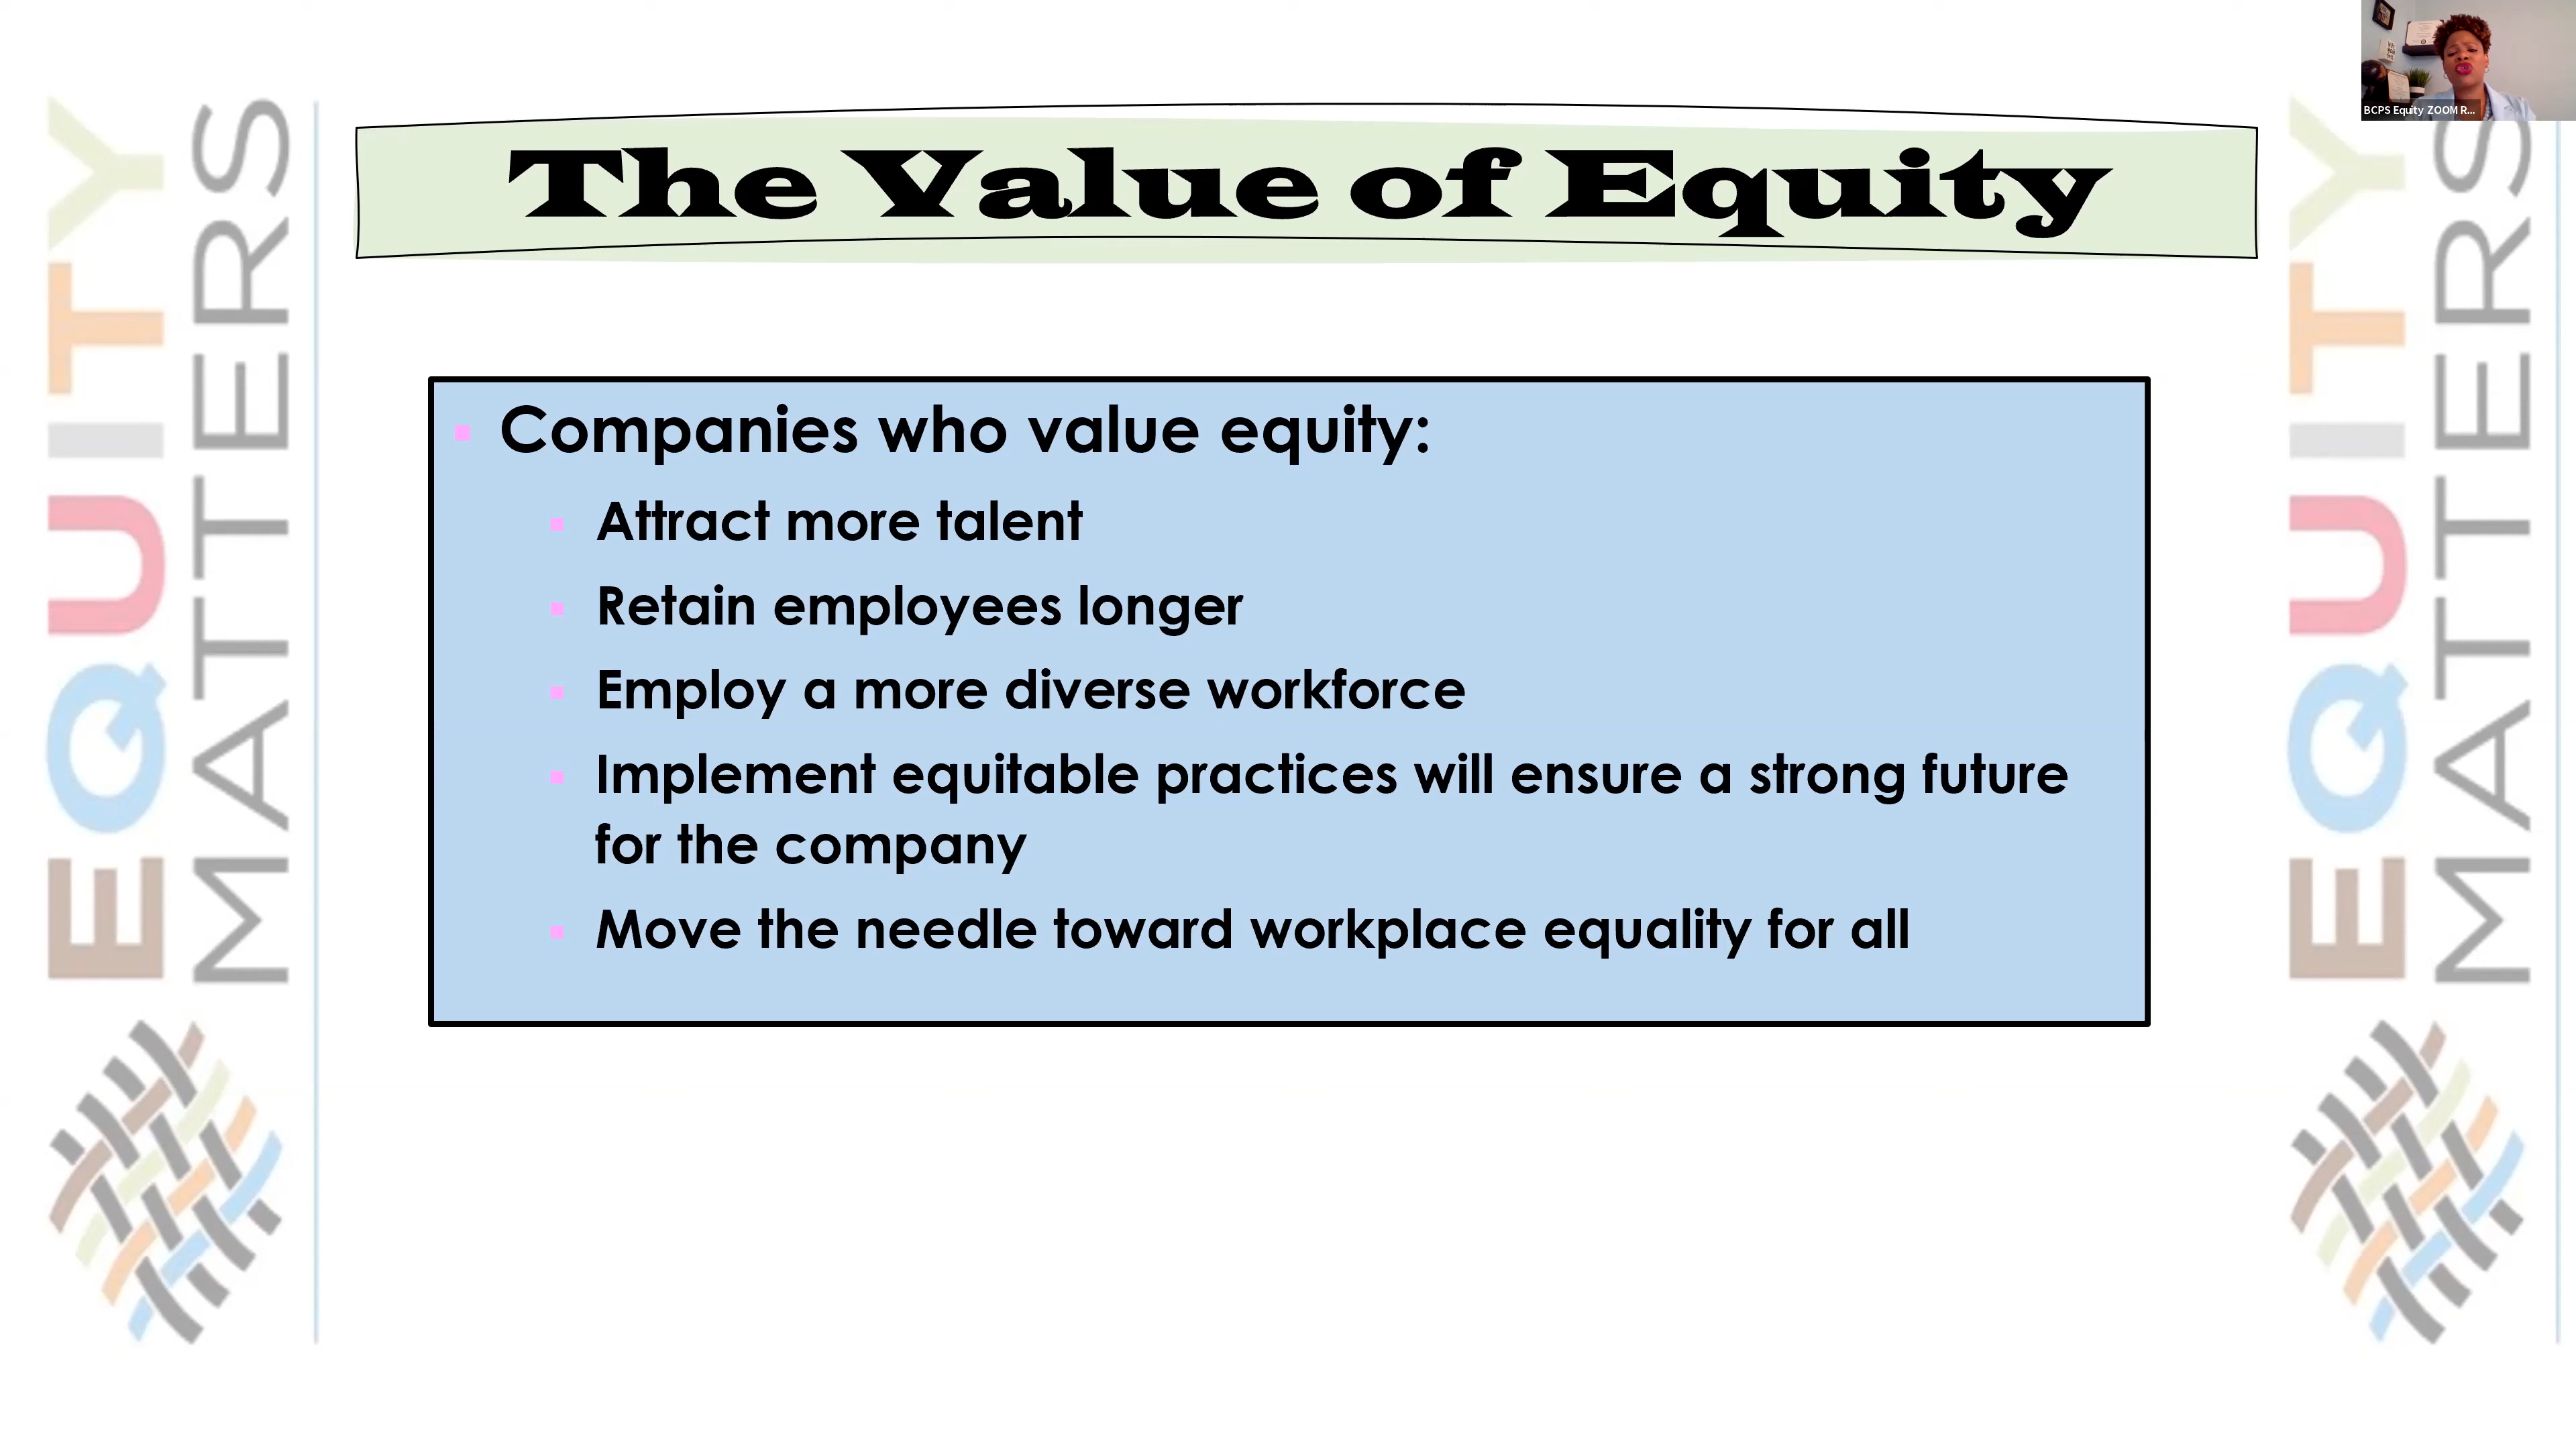 BCPS Equity ZOOM R...
The Value of Equity
EQUITY
MATTERS
Companies who value equity:
Attract more talent
Retain employees longer
Employ a more diverse workforce
Implement equitable practices will ensure a strong future
for the company
Move the needle toward workplace equality for all
EQUITY
MATTERS